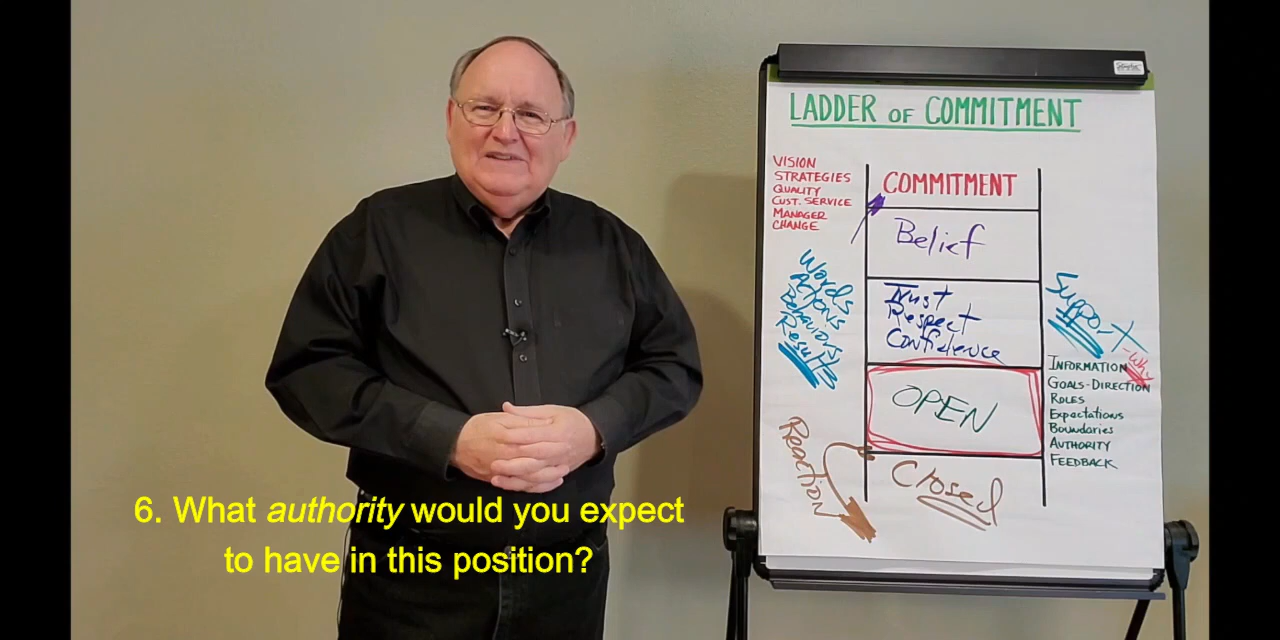 LADDER OF COMMITMENT
VISION
STRATEGIES
QUALITY
CUST. SERVICE
MANAGER
CHANGE
COMMITMENT
Belief
Words
Actions
Behaviors
Results
Trust
Respect
Confidence
Support
-Why
INFORMATION
GOALS-DIRECTION
ROLES
Expectations
Boundaries
AUTHORITY
FEEDBACK
OPEN
Reaction
Closed
6. What authority would you expect
to have in this position?